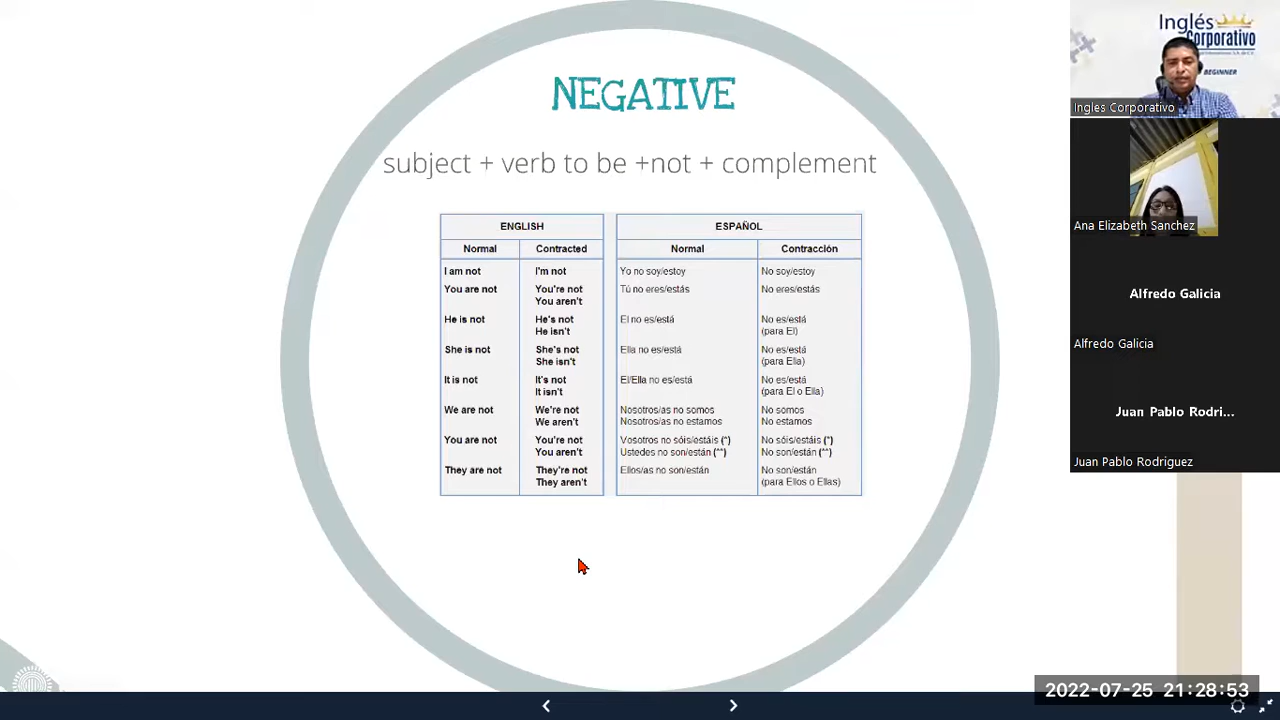 NEGATIVE
subject + verb to be +not + complement
ENGLISH
Normal Contracted
I am not I'm not
You are not You're not
You aren't
He is not He's not
He isn't
She is not She's not
She isn't
It is not It's not
It isn't
We are not We're not
We aren't
You are not You're not
You aren't
They are not They're not
They aren't
ESPAÑOL
Normal Contracción
Yo no soy/estoy No soy/estoy
Tú no eres/estás No eres/estás
El no es/está No es/está
(para El)
Ella no es/está No es/está
(para Ella)
El/Ella no es/está No es/está
(para El o Ella)
Nosotros/as no somos No somos
Nosotros/as no estamos No estamos
Vosotros no sóis/estáis (*) No sóis/estáis (*)
Ustedes no son/están (**) No son/están (**)
Ellos/as no son/están No son/están
(para Ellos o Ellas)
Inglés
Corporativo
BEGINNER
Ingles Corporativo
Ana Elizabeth Sanchez
Alfredo Galicia
Alfredo Galicia
Juan Pablo Rodri...
Juan Pablo Rodriguez
2022-07-25 21:28:53